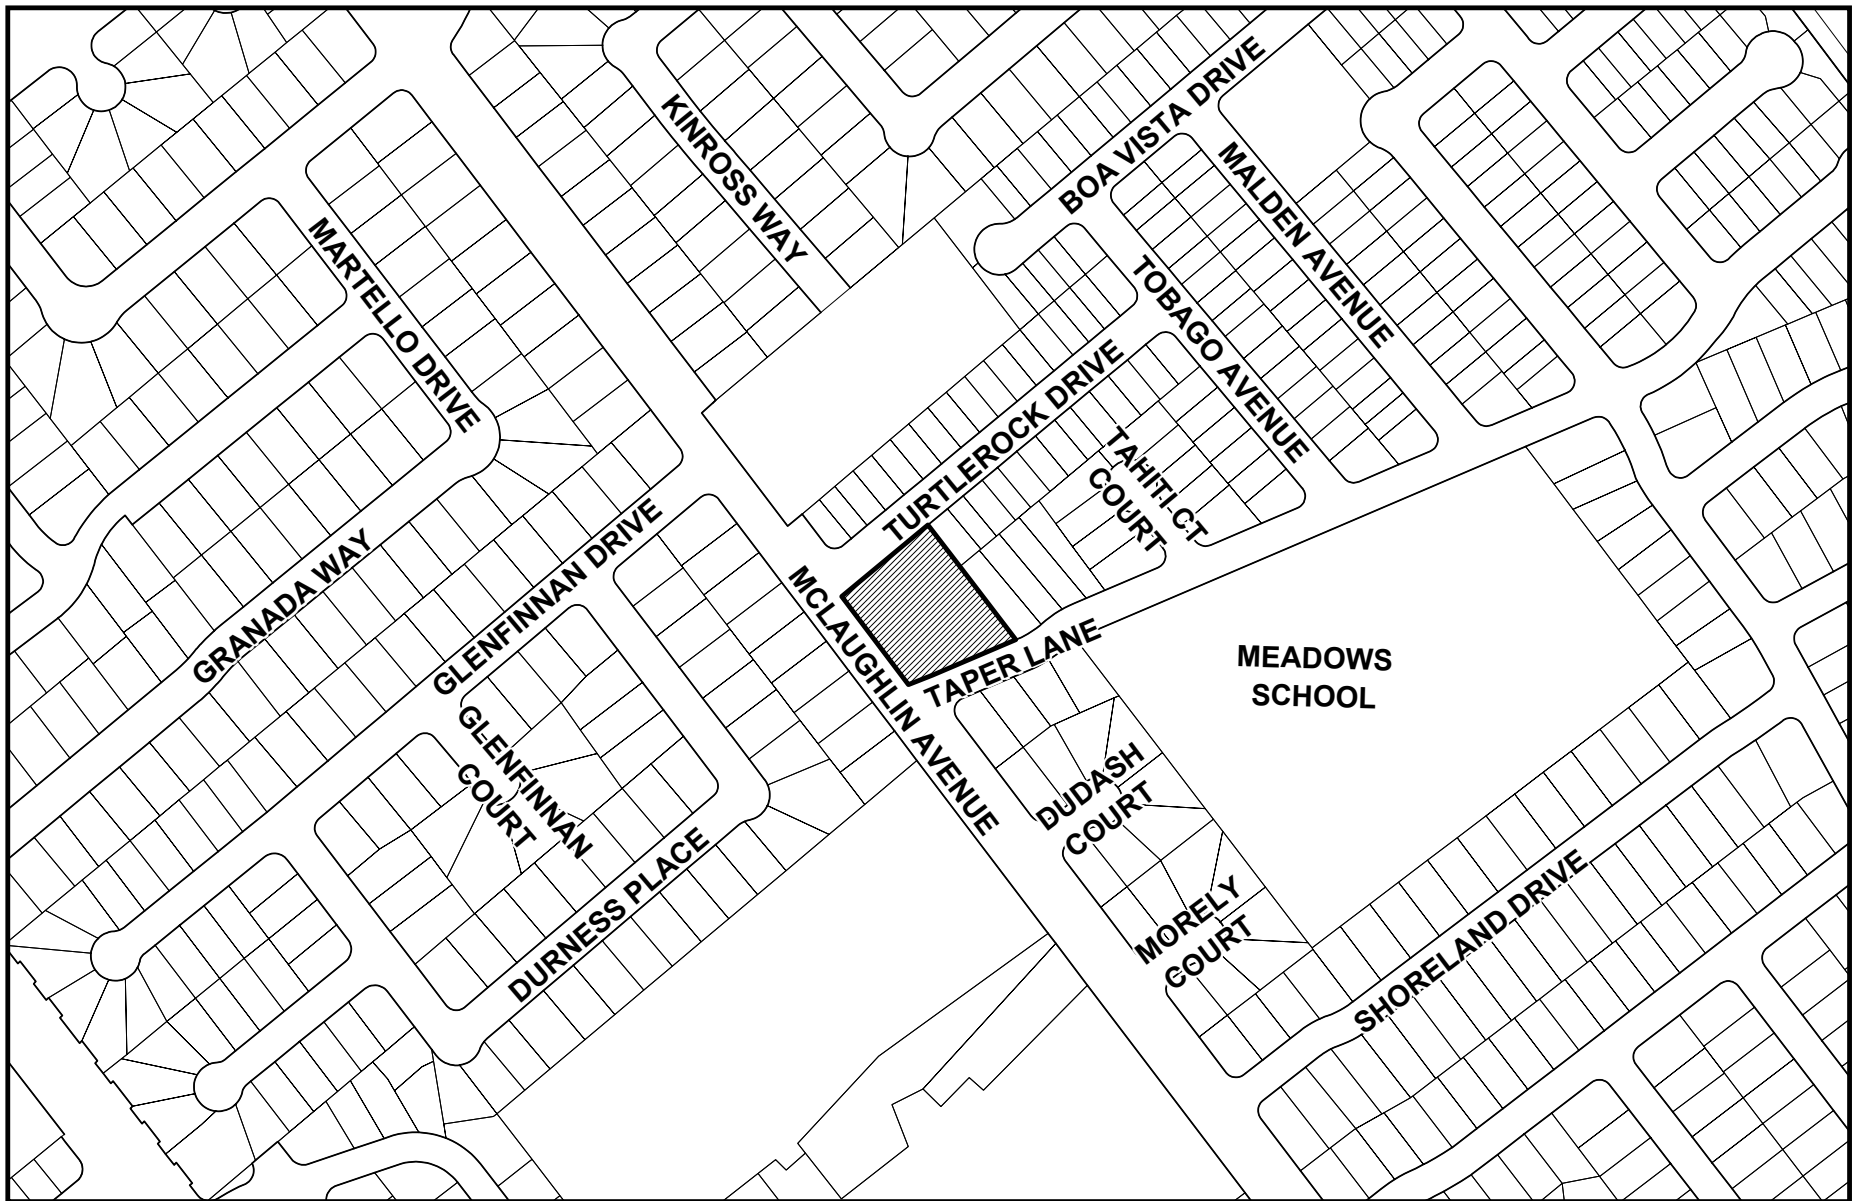 KINROSS WAY
BOA VISTA DRIVE
MALDEN AVENUE
MARTELLO DRIVE
TOBAGO AVENUE
TURTLEROCK DRIVE
TAHITI CT
COURT
GRANADA WAY
GLENFINNAN DRIVE
MCLAUGHLIN AVENUE
TAPER LANE
MEADOWS
SCHOOL
GLENFINNAN
COURT
DUDASH
COURT
DURNESS PLACE
MORELY
COURT
SHORELAND DRIVE